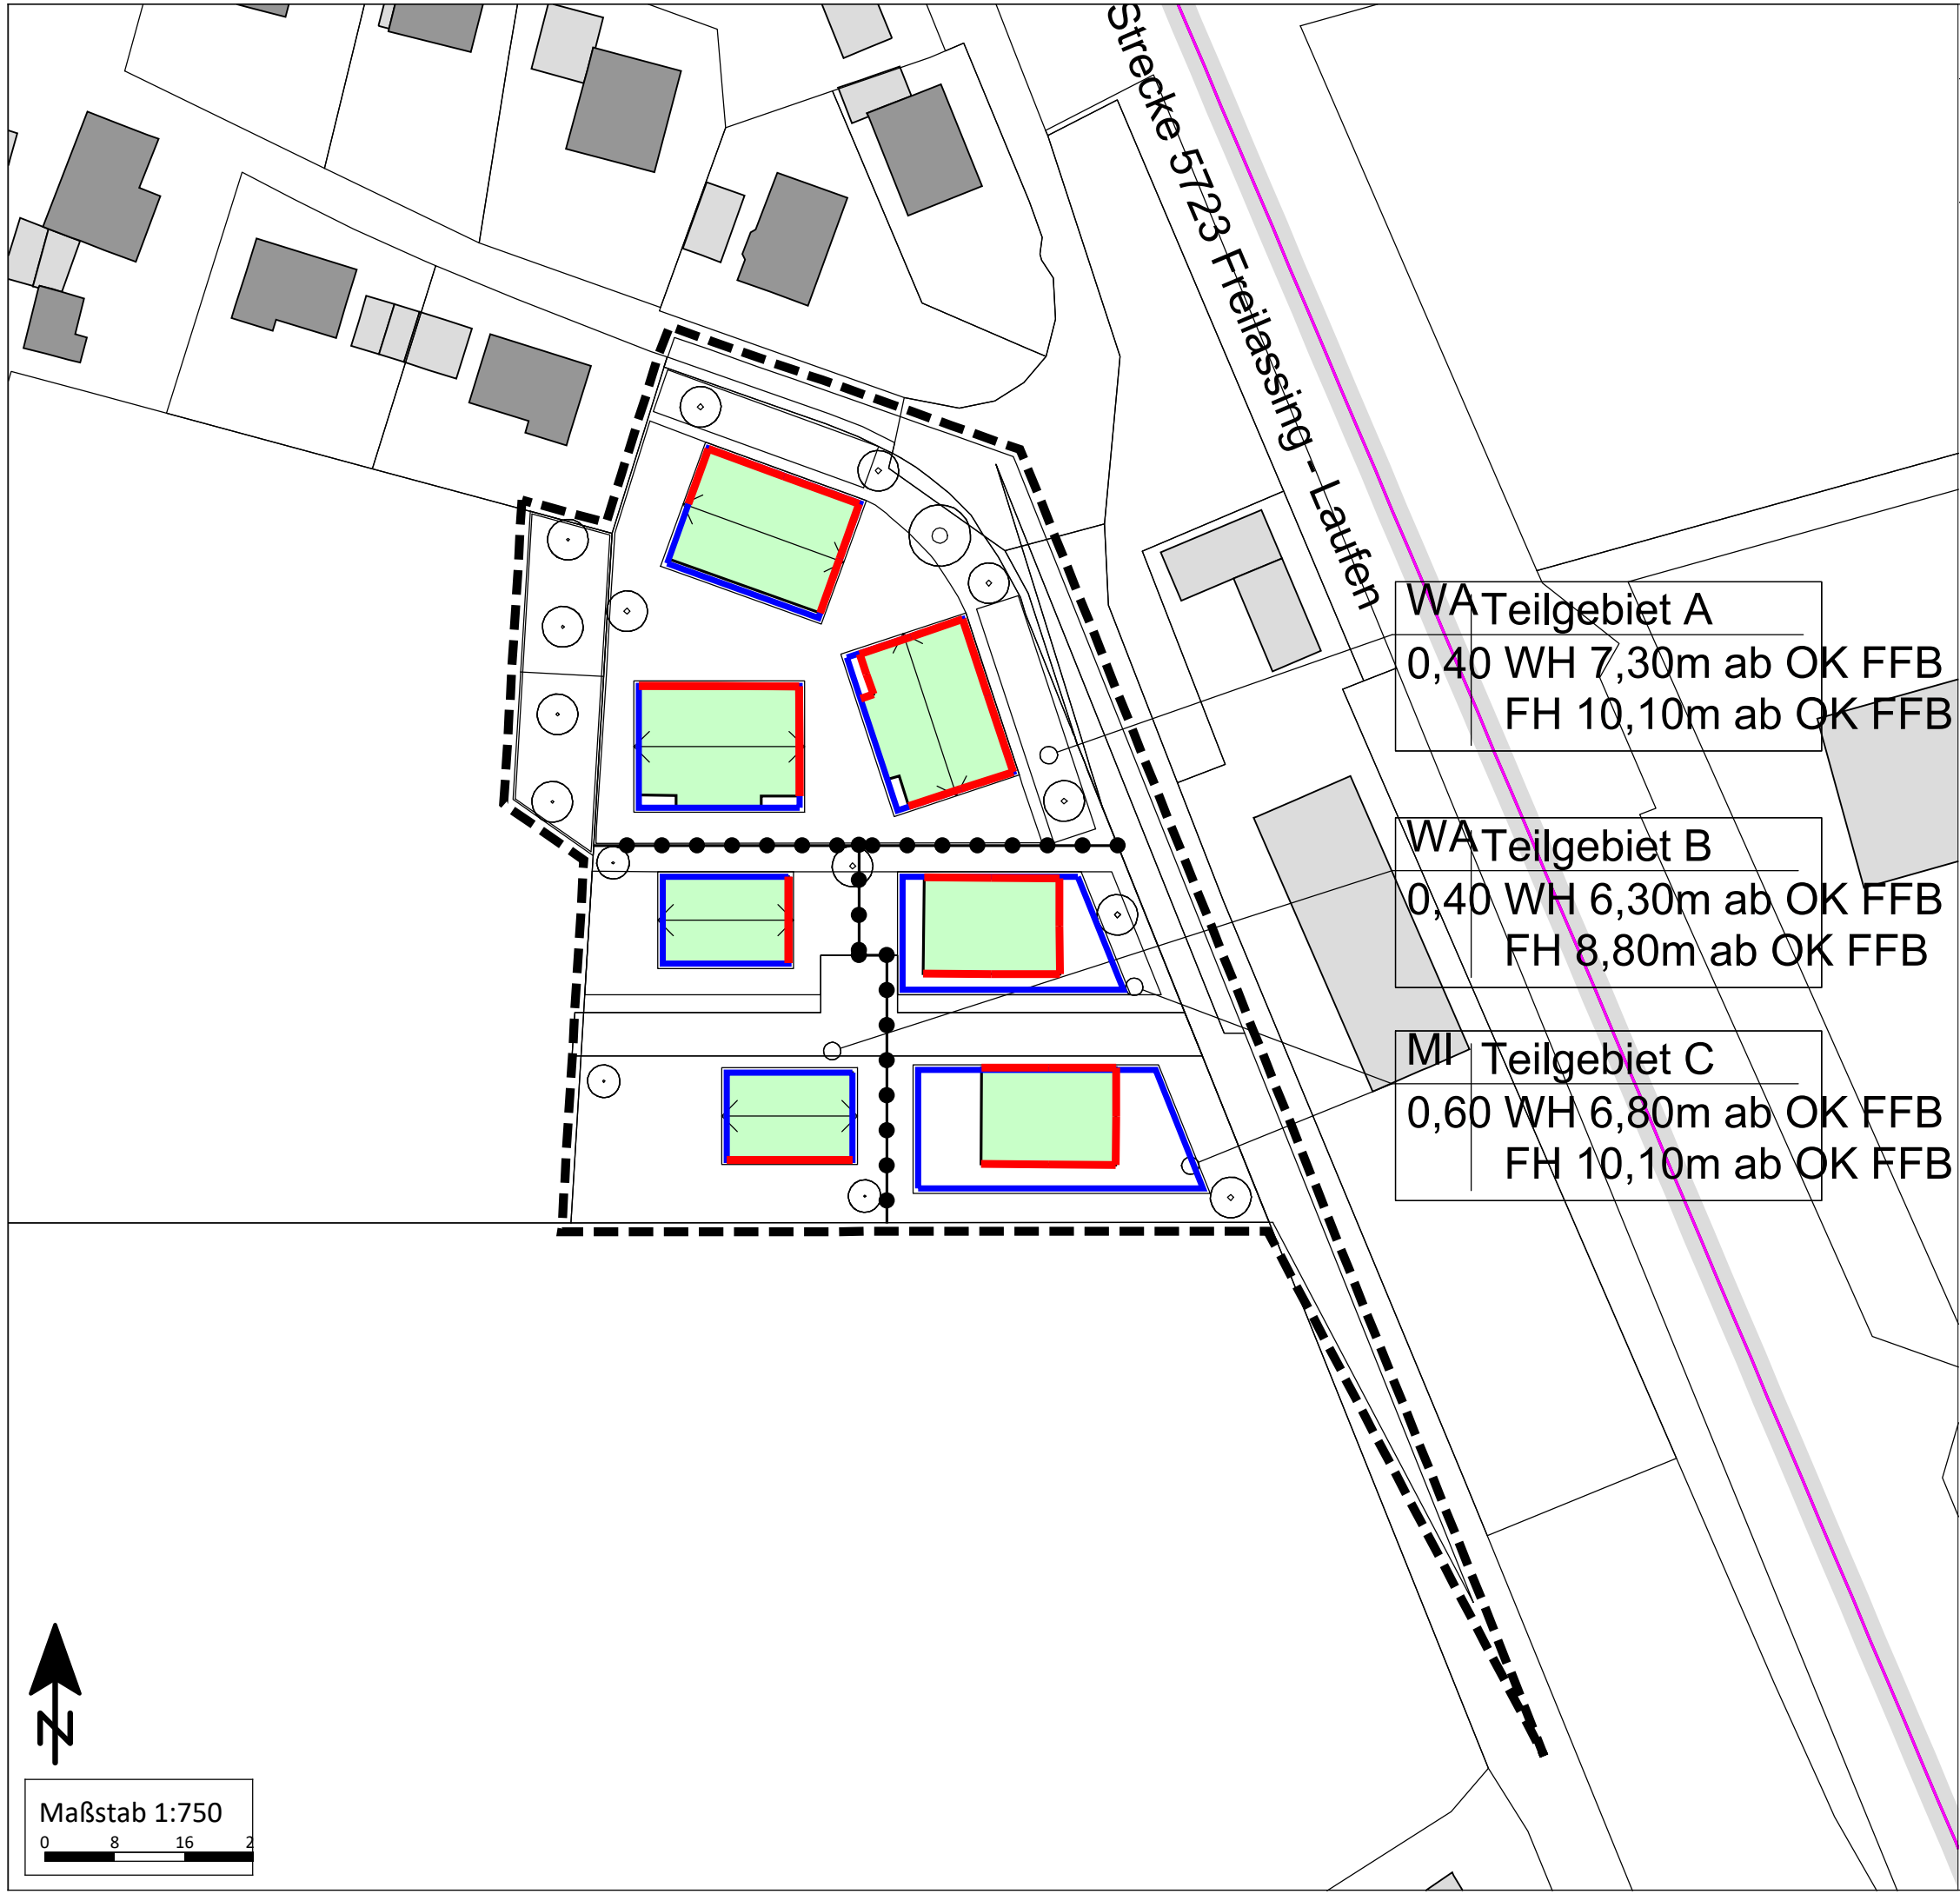 Strecke 5723 Freilassing - Laufen
WA Teilgebiet A
0,40 WH 7,30m ab OK FFB
FH 10,10m ab OK FFB
WA Teilgebiet B
0,40 WH 6,30m ab OK FFB
FH 8,80m ab OK FFB
MI Teilgebiet C
0,60 WH 6,80m ab OK FFB
FH 10,10m ab OK FFB
N
Maßstab 1:750
0 8 16 2